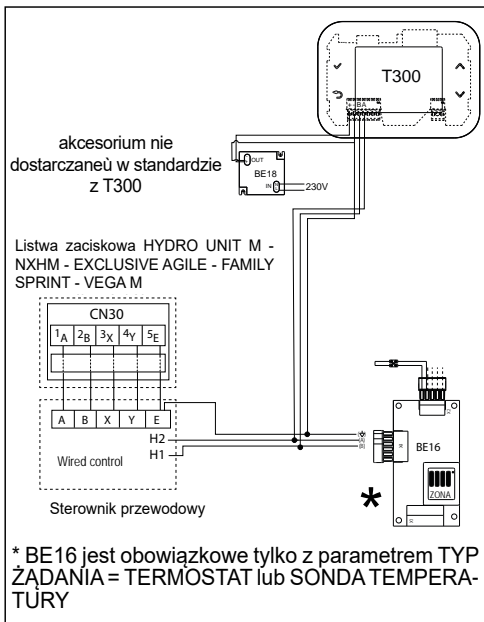 T300
+ - BA
akcesorium nie
dostarczaneù w standardzie
z T300
OUT
BE18
IN
230V
Listwa zaciskowa HYDRO UNIT M -
NXHM - EXCLUSIVE AGILE - FAMILY
SPRINT - VEGA M
CN30
1A 2B 3X 4Y 5E
A B X Y E
H2
H1
Wired control
Sterownik przewodowy
BE16
ZONA
*
* BE16 jest obowiązkowe tylko z parametrem TYP
ŻĄDANIA = TERMOSTAT lub SONDA TEMPERA-
TURY